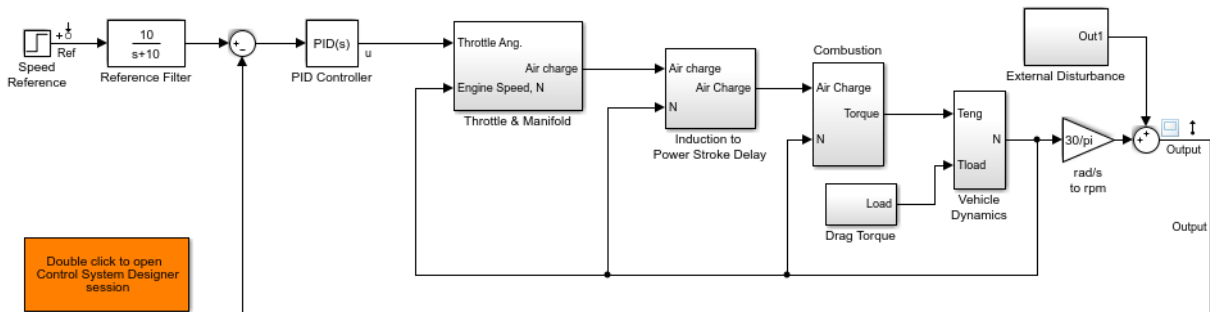 Speed
Reference
Ref
10
s+10
Reference Filter
PID(s)
u
PID Controller
Throttle Ang.
Air charge
Engine Speed, N
Throttle & Manifold
Air charge
Air Charge
N
Induction to
Power Stroke Delay
Combustion
Air Charge
Torque
N
Load
Drag Torque
Teng
N
Tload
Vehicle
Dynamics
Out1
External Disturbance
30/pi
rad/s
to rpm
Output
Output
Double click to open
Control System Designer
session